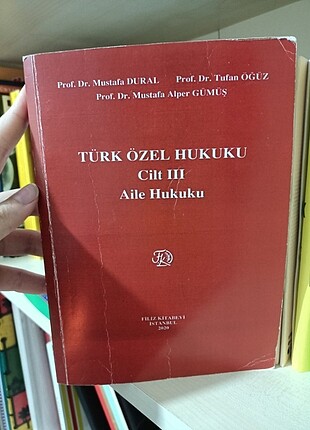 Prof. Dr. Mustafa DURAL Prof. Dr. Tufan ÖĞÜZ
Prof. Dr. Mustafa Alper GÜMÜŞ
TÜRK ÖZEL HUKUKU
Cilt III
Aile Hukuku
FİLİZ KİTABEVİ
İSTANBUL
2020